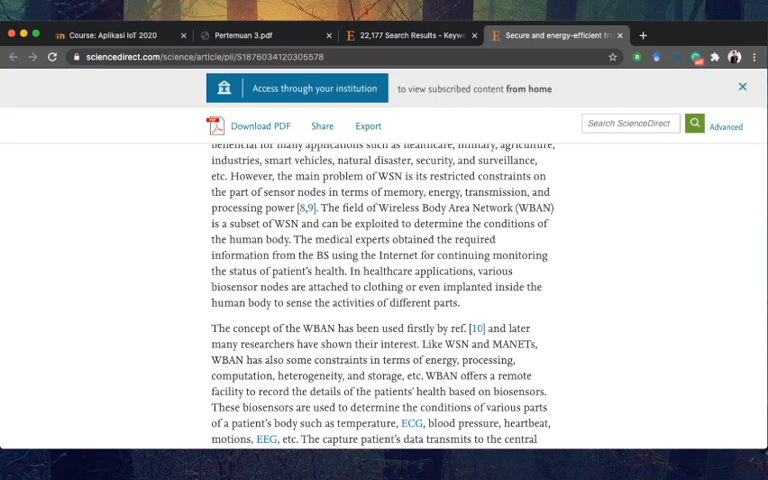 Course: Aplikasi IoT 2020
Pertemuan 3.pdf
22,177 Search Results - Keyw
Secure and energy-efficient fr
sciencedirect.com/science/article/pii/S1876034120305578
Access through your institution
to view subscribed content from home
Download PDF
Share
Export
Search ScienceDirect
Advanced
beneficial for many applications such as healthcare, military, agriculture,
industries, smart vehicles, natural disaster, security, and surveillance,
etc. However, the main problem of WSN is its restricted constraints on
the part of sensor nodes in terms of memory, energy, transmission, and
processing power [8,9]. The field of Wireless Body Area Network (WBAN)
is a subset of WSN and can be exploited to determine the conditions of
the human body. The medical experts obtained the required
information from the BS using the Internet for continuing monitoring
the status of patient's health. In healthcare applications, various
biosensor nodes are attached to clothing or even implanted inside the
human body to sense the activities of different parts.
The concept of the WBAN has been used firstly by ref. [10] and later
many researchers have shown their interest. Like WSN and MANETs,
WBAN has also some constraints in terms of energy, processing,
computation, heterogeneity, and storage, etc. WBAN offers a remote
facility to record the details of the patients' health based on biosensors.
These biosensors are used to determine the conditions of various parts
of a patient's body such as temperature, ECG, blood pressure, heartbeat,
motions, EEG, etc. The capture patient's data transmits to the central